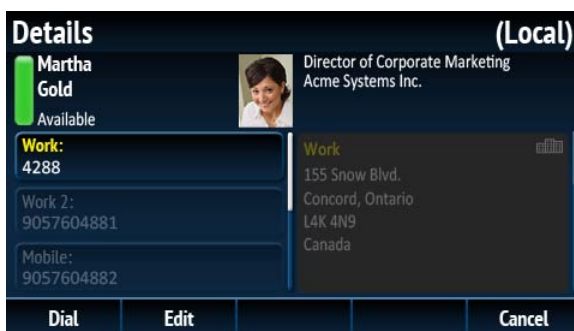 Details
(Local)
Martha
Gold
Available
Director of Corporate Marketing
Acme Systems Inc.
Work:
4288
Work 2:
9057604881
Mobile:
9057604882
Work
155 Snow Blvd.
Concord, Ontario
L4K 4N9
Canada
Dial
Edit
Cancel